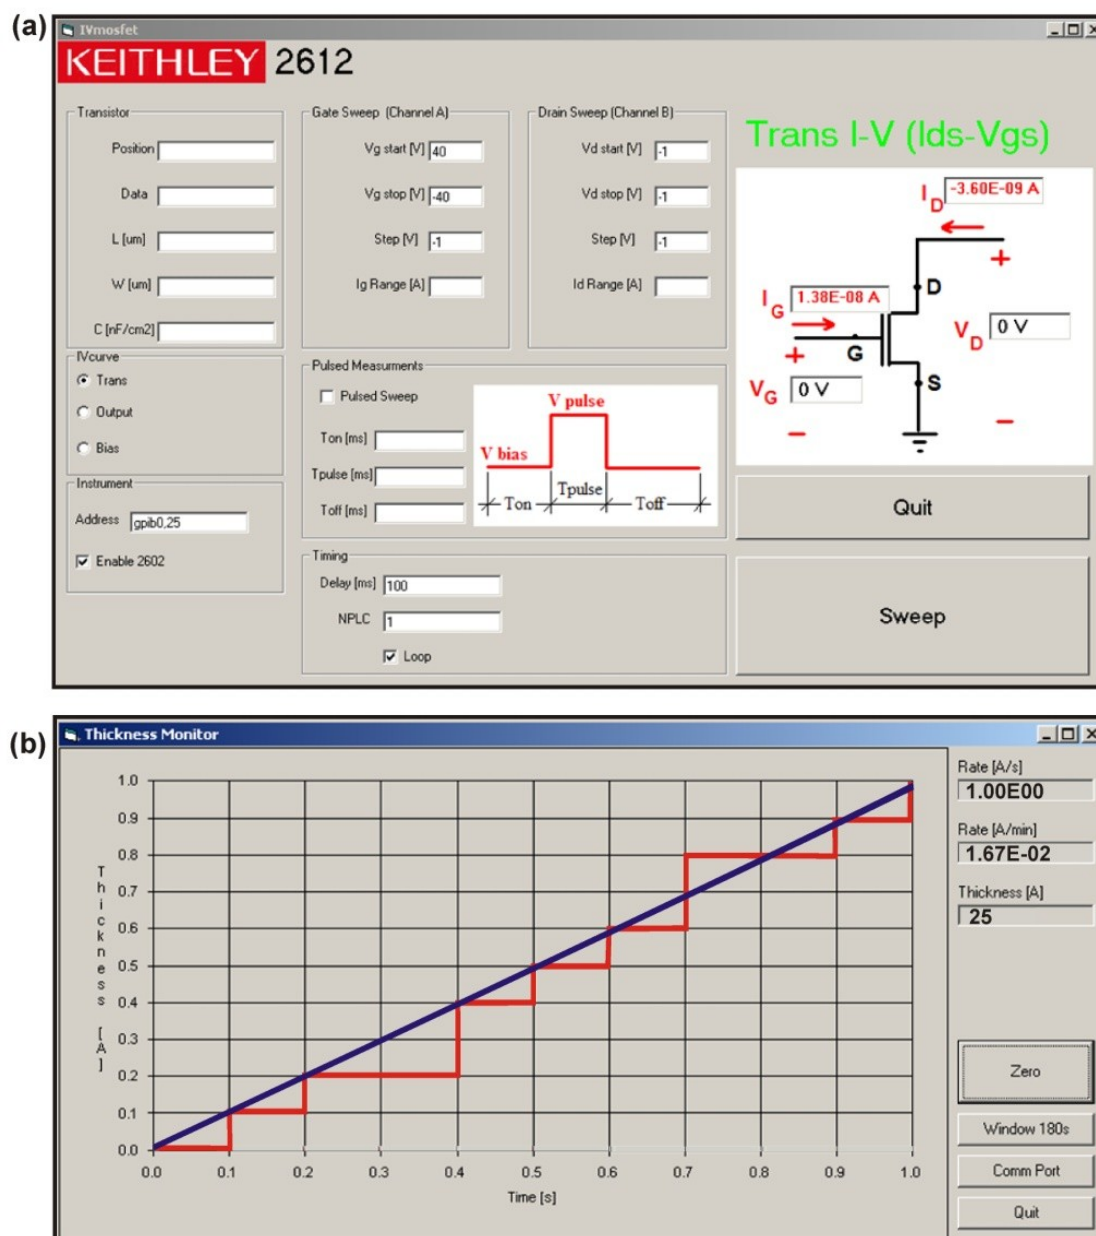 (a)
IVmosfet
KEITHLEY 2612
Transistor
Position
Data
L [um]
W [um]
C [nF/cm2]
IVcurve
Trans
Output
Bias
Instrument
Address gpib0,25
Enable 2602
Gate Sweep (Channel A)
Vg start [V] 40
Vg stop [V] -40
Step [V] -1
Ig Range [A]
Drain Sweep (Channel B)
Vd start [V] -1
Vd stop [V] -1
Step [V] -1
Id Range [A]
Pulsed Measurments
Pulsed Sweep
Ton [ms]
Tpulse [ms]
Toff [ms]
V pulse
V bias
Ton
Tpulse
Toff
Timing
Delay [ms] 100
NPLC 1
Loop
Trans I-V (Ids-Vgs)
ID -3.60E-09 A
+
D
IG 1.38E-08 A
+
G
VD 0 V
S
VG 0 V
–
–
Quit
Sweep
(b)
Thickness Monitor
Thickness [A]
1.0
0.9
0.8
0.7
0.6
0.5
0.4
0.3
0.2
0.1
0.0
0.0 0.1 0.2 0.3 0.4 0.5 0.6 0.7 0.8 0.9 1.0
Time [s]
Rate [A/s]
1.00E00
Rate [A/min]
1.67E-02
Thickness [A]
25
Zero
Window 180s
Comm Port
Quit